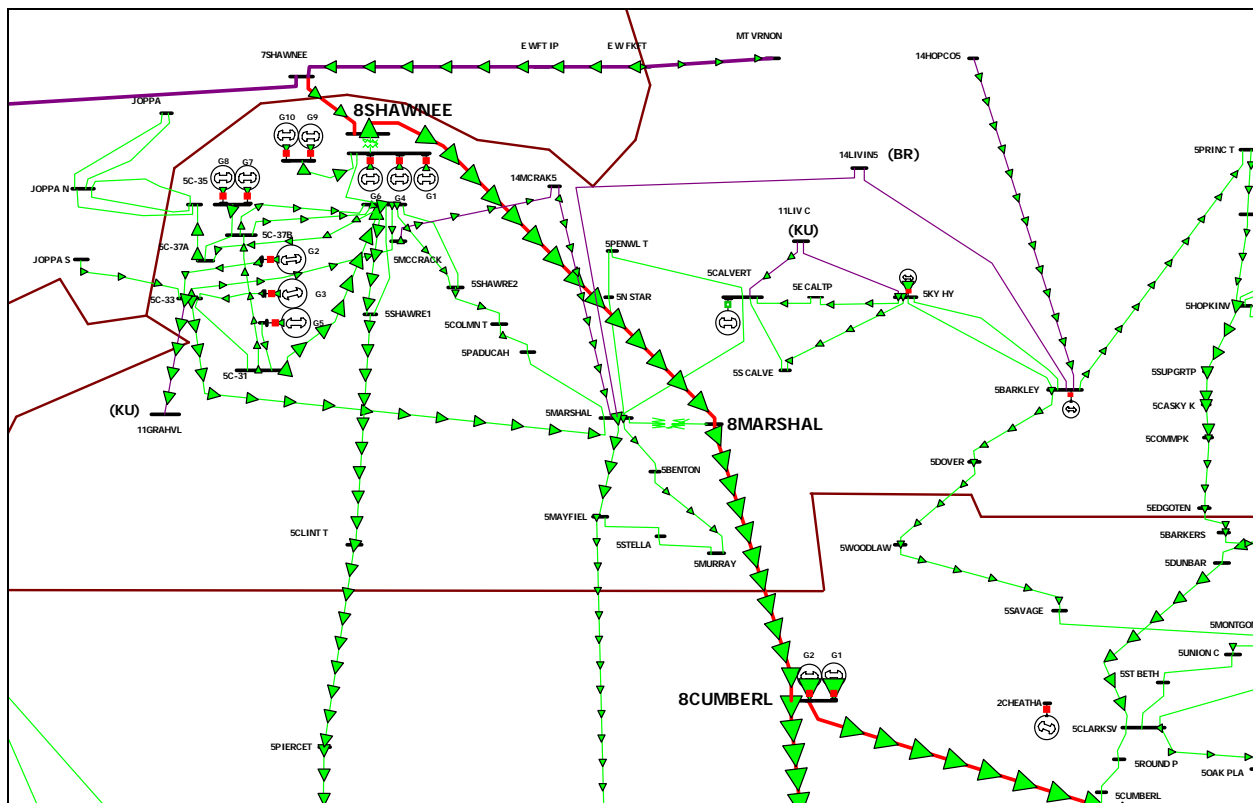 MT VRNON
E WFT IP
E W FKFT
7SHAWNEE
14HOPCO5
JOPPA
8SHAWNEE
G10
G9
5PRINC T
(BR)
14LIVIN5
G8
G7
5C-35
JOPPA N
14MCRAK5
G6
G4
G1
11LIV C
(KU)
5C-37B
5C-37A
5PENWL T
G2
5MCCRACK
JOPPA S
5CALVERT
5SHAWRE2
5E CALTP
G3
5C-33
5N STAR
5KY HY
5HOPKINV
5SHAWRE1
G5
5COLMN T
5PADUCAH
5S CALVE
5C-31
5SUPGRTP
5BARKLEY
5CASKY K
(KU)
5MARSHAL
8MARSHAL
11GRAHVL
5COMMPK
5DOVER
5BENTON
5EDGOTEN
5MAYFIEL
5CLINT T
5BARKERS
5STELLA
5WOODLAW
5MURRAY
5DUNBAR
5SAVAGE
5MONTGO
5UNION C
G2
G1
5ST BETH
8CUMBERL
2CHEATHA
5CLARKSV
5PIERCET
5ROUND P
5OAK PLA
5CUMBERL